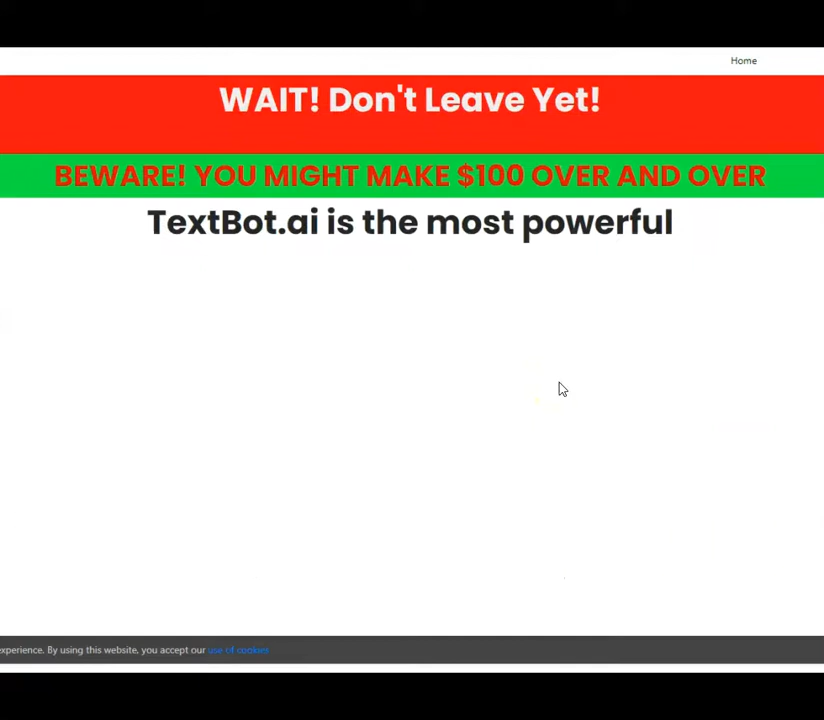 Home
WAIT! Don't Leave Yet!
BEWARE! YOU MIGHT MAKE $100 OVER AND OVER
TextBot.ai is the most powerful
experience. By using this website, you accept our use of cookies